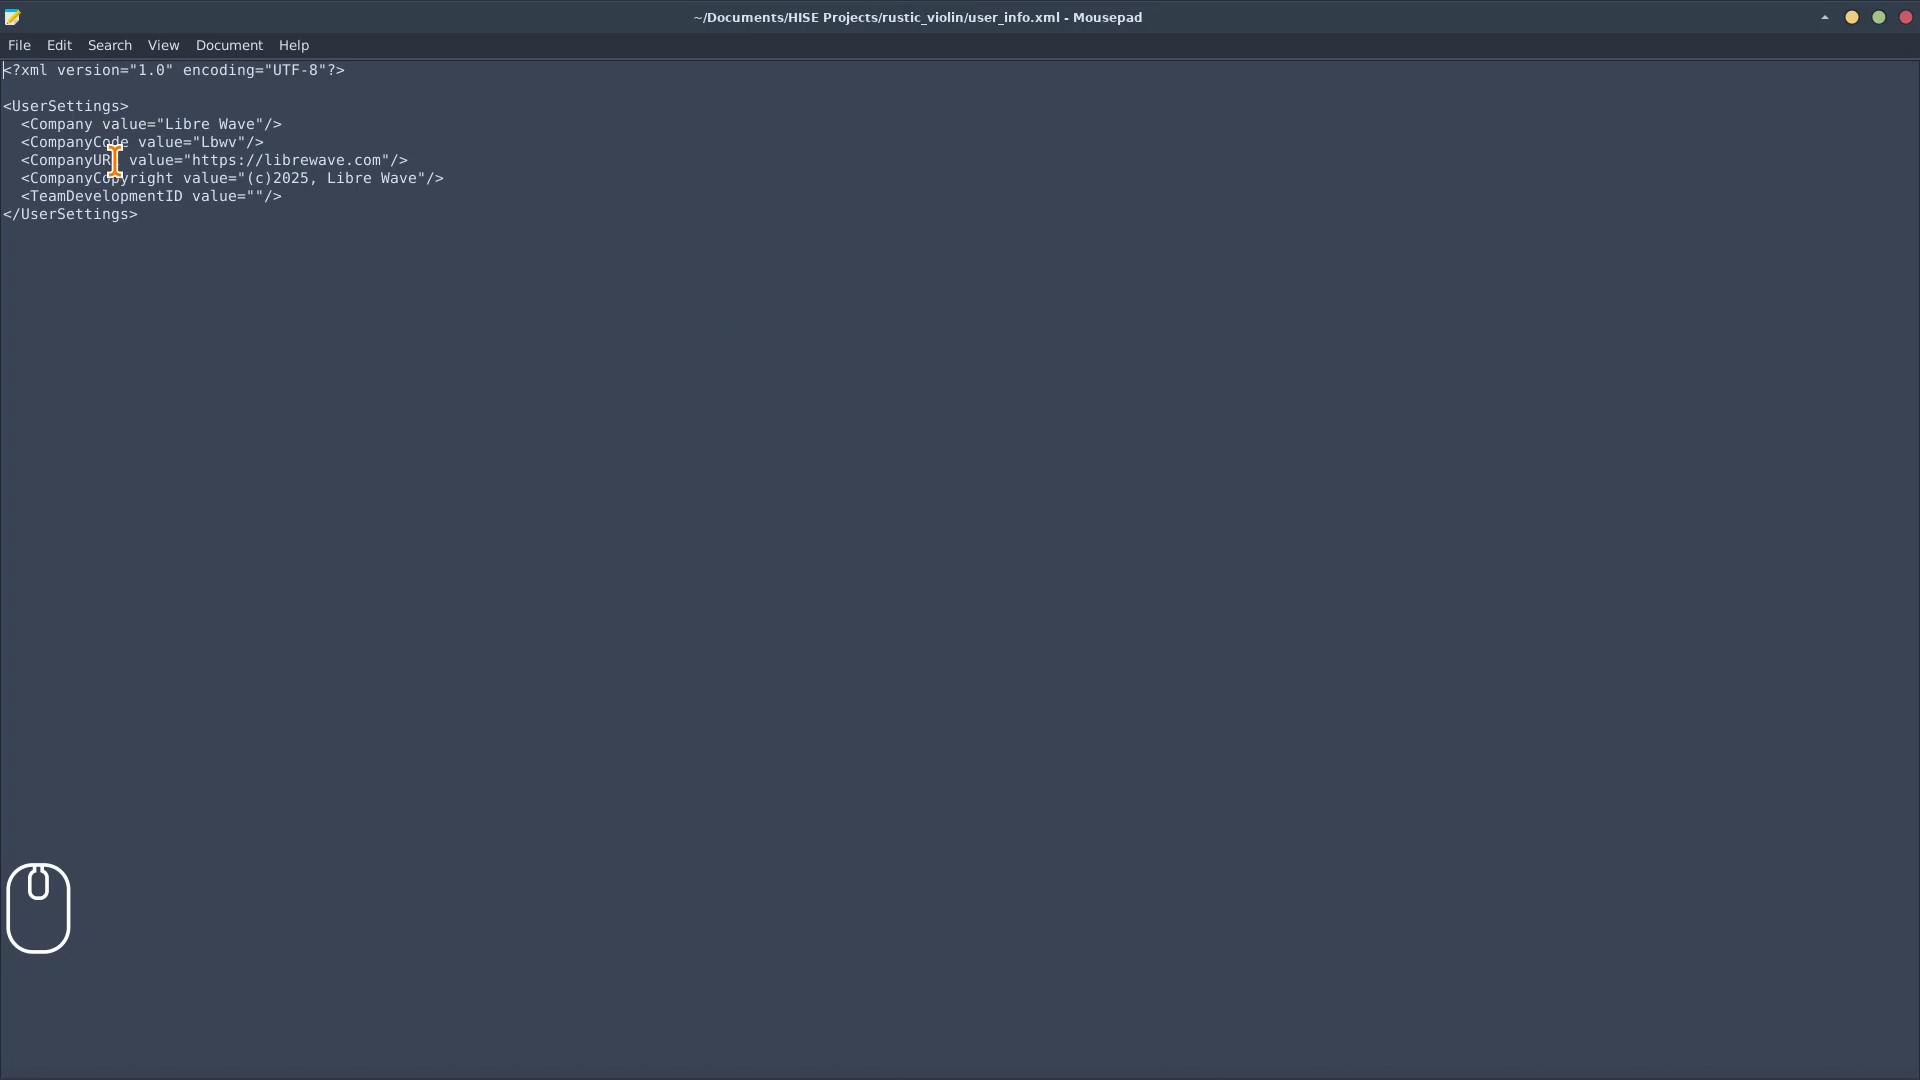 ~/Documents/HISE Projects/rustic_violin/user_info.xml - Mousepad
File Edit Search View Document Help
<?xml version="1.0" encoding="UTF-8"?>
<UserSettings>
  <Company value="Libre Wave"/>
  <CompanyCode value="Lbwv"/>
  <CompanyURL value="https://librewave.com"/>
  <CompanyCopyright value="(c)2025, Libre Wave"/>
  <TeamDevelopmentID value=""/>
</UserSettings>